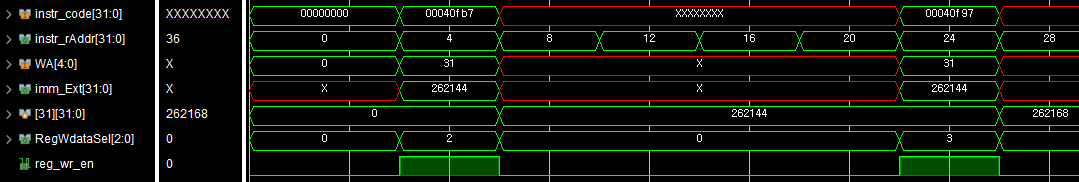 instr_code[31:0] XXXXXXXX 00000000 00040fb7 XXXXXXXX 00040f97
instr_rAddr[31:0] 36 0 4 8 12 16 20 24 28
WA[4:0] X 0 31 X 31
imm_Ext[31:0] X X 262144 X 262144
[31][31:0] 262168 0 262144 262168
RegWdataSel[2:0] 0 0 2 0 3
reg_wr_en 0